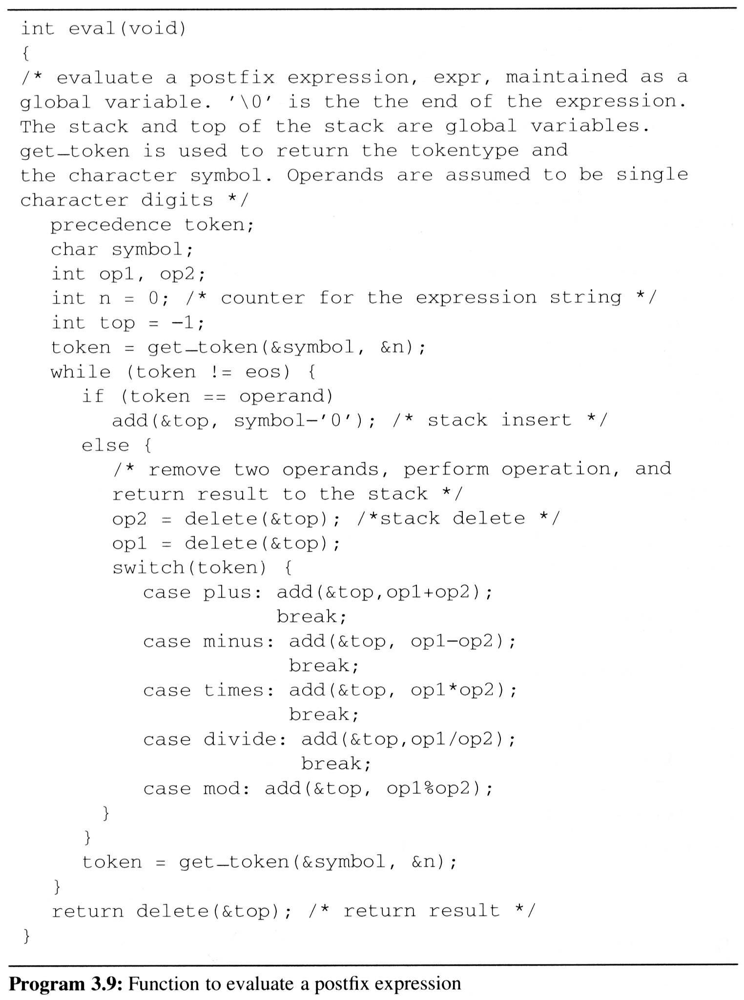 int eval(void)
{
/* evaluate a postfix expression, expr, maintained as a
global variable. '\0' is the the end of the expression.
The stack and top of the stack are global variables.
get_token is used to return the tokentype and
the character symbol. Operands are assumed to be single
character digits */
precedence token;
char symbol;
int op1, op2;
int n = 0; /* counter for the expression string */
int top = -1;
token = get_token(&symbol, &n);
while (token != eos) {
if (token == operand)
add(&top, symbol-'0'); /* stack insert */
else {
/* remove two operands, perform operation, and
return result to the stack */
op2 = delete(&top); /*stack delete */
op1 = delete(&top);
switch(token) {
case plus: add(&top,op1+op2);
break;
case minus: add(&top, op1-op2);
break;
case times: add(&top, op1*op2);
break;
case divide: add(&top,op1/op2);
break;
case mod: add(&top, op1%op2);
}
}
token = get_token(&symbol, &n);
}
return delete(&top); /* return result */
}
Program 3.9: Function to evaluate a postfix expression